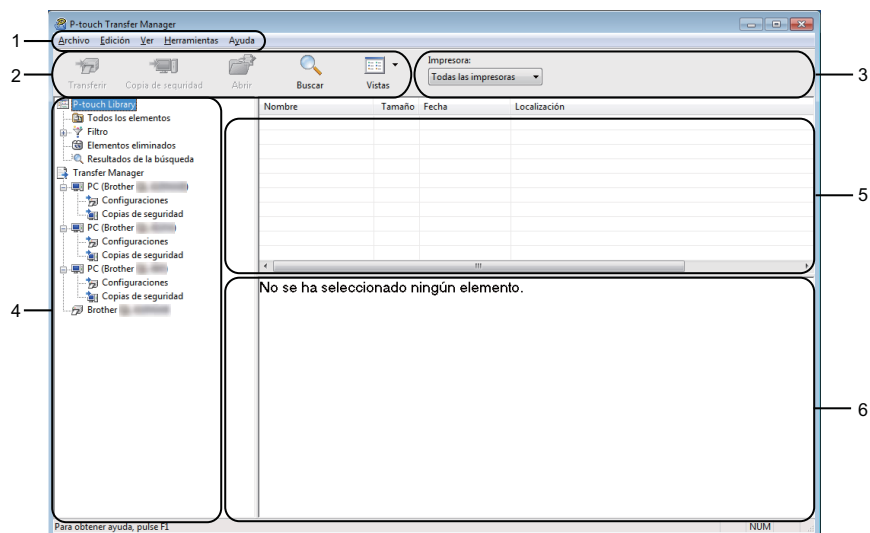 P-touch Transfer Manager
Archivo Edición Ver Herramientas Ayuda
1
2
Transferir Copia de seguridad Abrir Buscar Vistas
Impresora:
Todas las impresoras
3
P-touch Library
Todos los elementos
Filtro
Elementos eliminados
Resultados de la búsqueda
Transfer Manager
PC (Brother
Configuraciones
Copias de seguridad
PC (Brother
Configuraciones
Copias de seguridad
PC (Brother
Configuraciones
Copias de seguridad
Brother
4
Nombre Tamaño Fecha Localización
5
No se ha seleccionado ningún elemento.
6
Para obtener ayuda, pulse F1
NUM